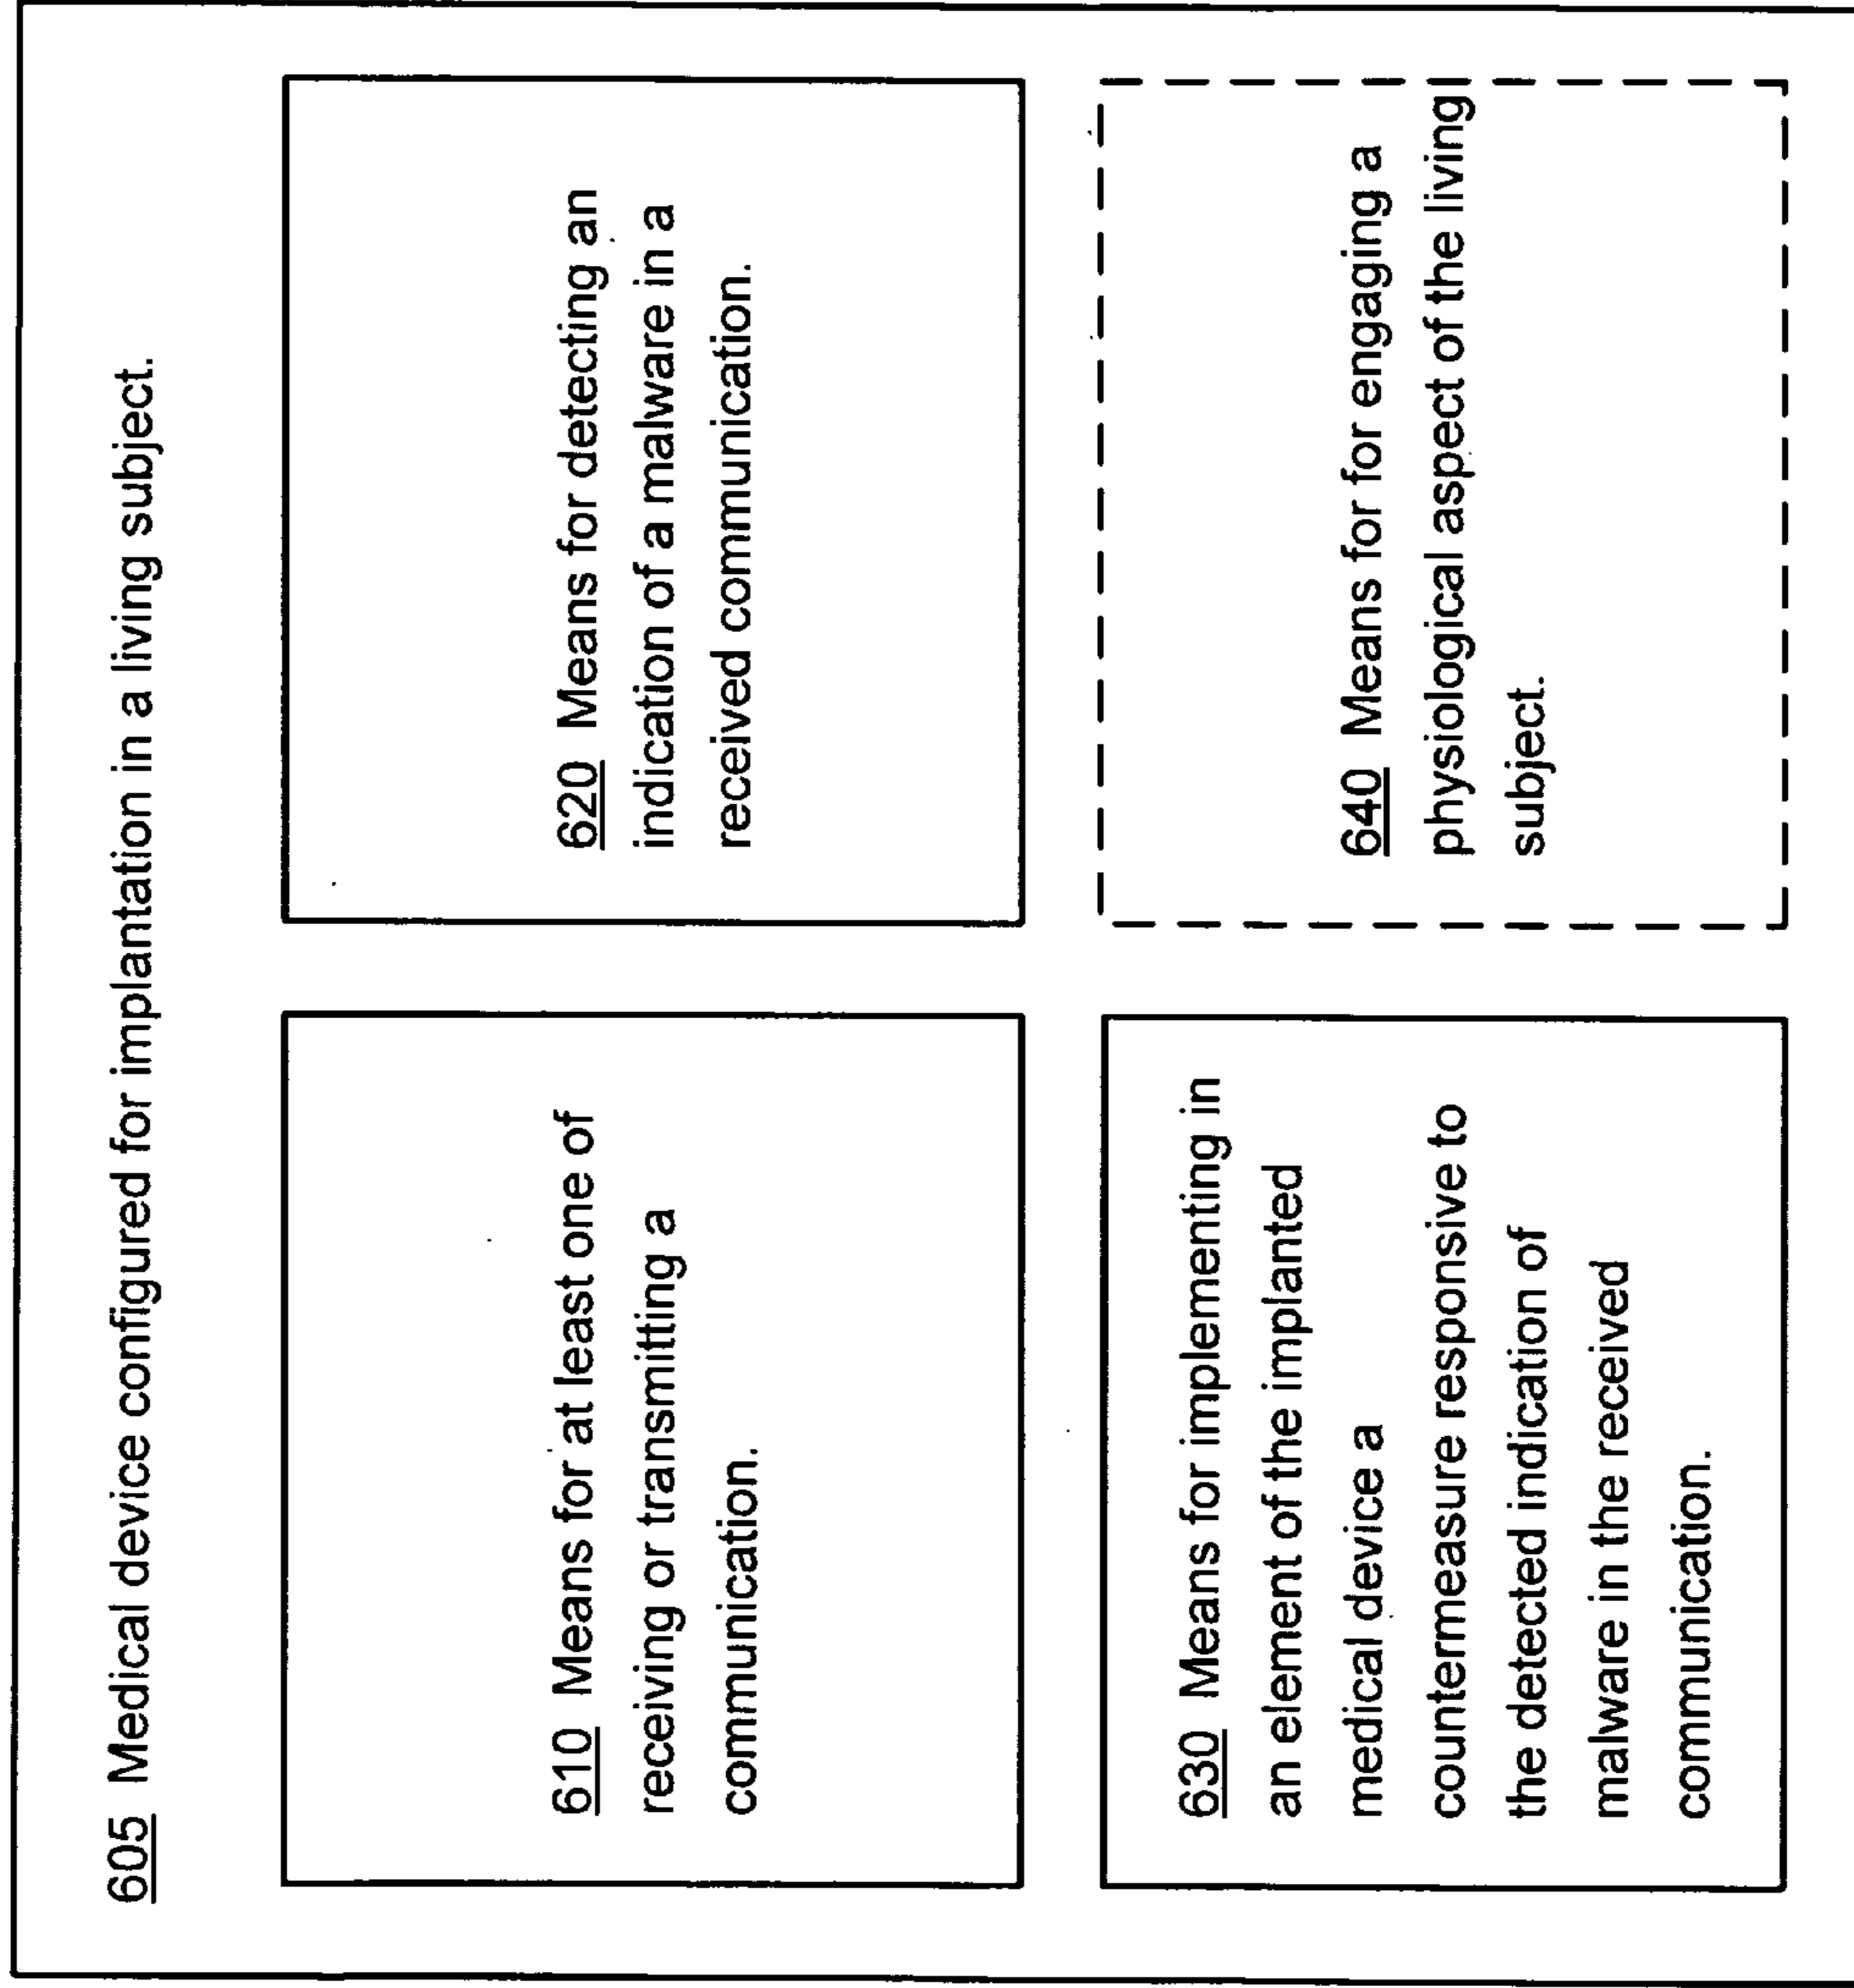 605 Medical device configured for implantation in a living subject.
610 Means for at least one of
receiving or transmitting a
communication.
620 Means for detecting an
indication of a malware in a
received communication.
630 Means for implementing in
an element of the implanted
medical device a
countermeasure responsive to
the detected indication of
malware in the received
communication.
640 Means for for engaging a
physiological aspect of the living
subject.